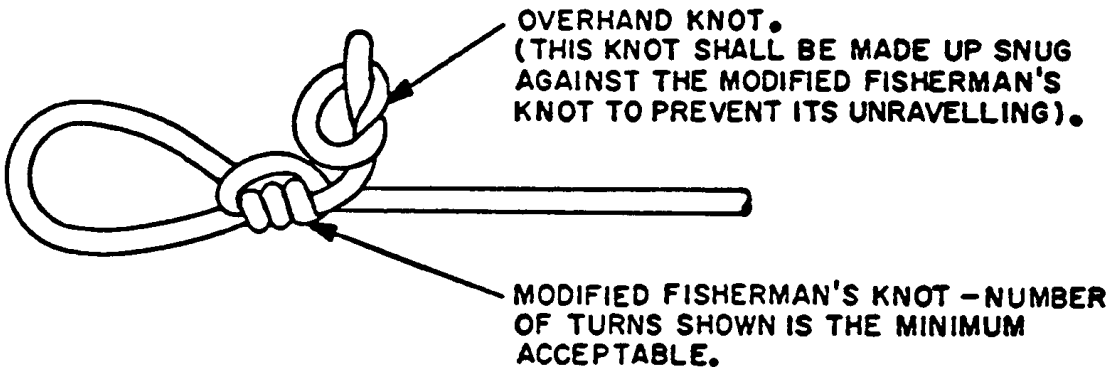 OVERHAND KNOT.
(THIS KNOT SHALL BE MADE UP SNUG
AGAINST THE MODIFIED FISHERMAN'S
KNOT TO PREVENT ITS UNRAVELLING).
MODIFIED FISHERMAN'S KNOT – NUMBER
OF TURNS SHOWN IS THE MINIMUM
ACCEPTABLE.